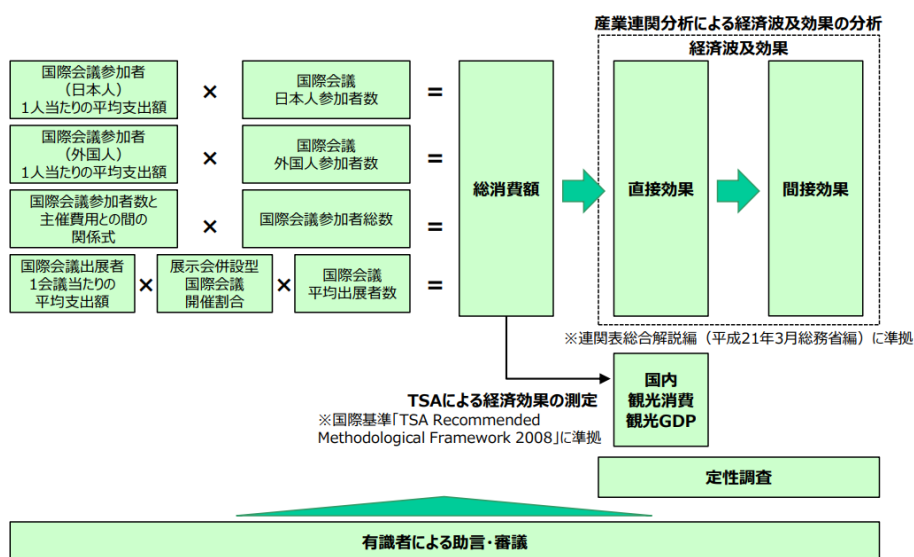 産業連関分析による経済波及効果の分析
経済波及効果
国際会議参加者
（日本人）
1人当たりの平均支出額
×
国際会議
日本人参加者数
=
国際会議参加者
（外国人）
1人当たりの平均支出額
×
国際会議
外国人参加者数
=
国際会議参加者数と
主催費用との間の
関係式
×
国際会議参加者総数
=
国際会議出展者
1会議当たりの
平均支出額
×
展示会併設型
国際会議
開催割合
×
国際会議
平均出展者数
=
総消費額
直接効果
間接効果
※連関表総合解説編（平成21年3月総務省編）に準拠
TSAによる経済効果の測定
※国際基準「TSA Recommended
Methodological Framework 2008」に準拠
国内
観光消費
観光GDP
定性調査
有識者による助言・審議